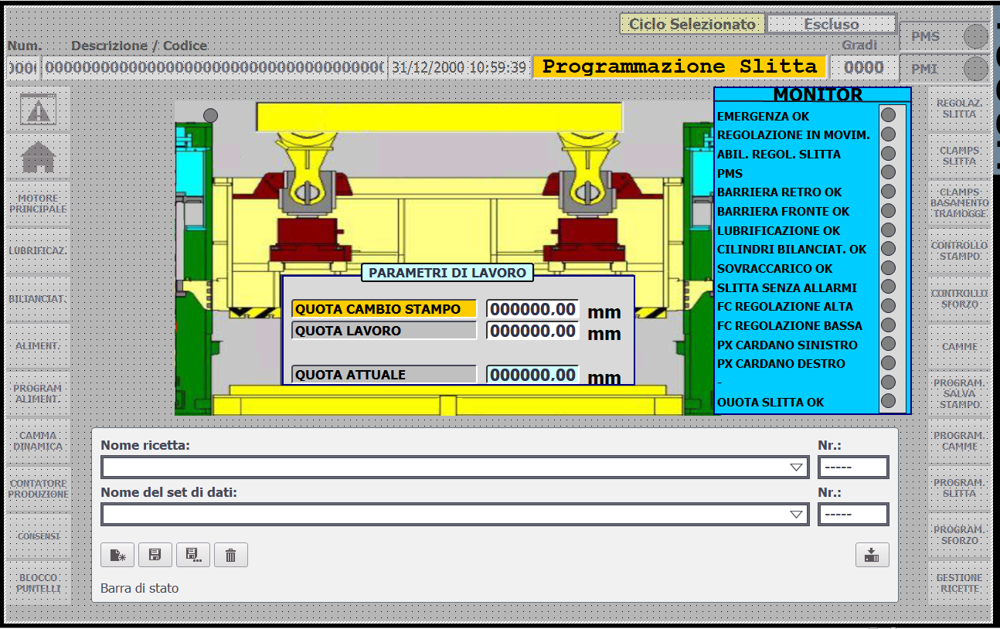 Ciclo Selezionato
Escluso
PMS
Num.
Descrizione / Codice
Gradi
31/12/2000 10:59:39
Programmazione Slitta
0000
PMI
MONITOR
EMERGENZA OK
REGOLAZIONE IN MOVIM.
ABIL. REGOL. SLITTA
PMS
BARRIERA RETRO OK
BARRIERA FRONTE OK
LUBRIFICAZIONE OK
CILINDRI BILANCIAT. OK
SOVRACCARICO OK
SLITTA SENZA ALLARMI
FC REGOLAZIONE ALTA
FC REGOLAZIONE BASSA
PX CARDANO SINISTRO
PX CARDANO DESTRO
-
QUOTA SLITTA OK
MOTORE
PRINCIPALE
LUBRIFICAZ.
BILIANCIAT.
ALIMENT.
PROGRAM
ALIMENT.
CAMMA
DINAMICA
CONTATORE
PRODUZIONE
CONSENSI
BLOCCO
PUNTELLI
PARAMETRI DI LAVORO
QUOTA CAMBIO STAMPO 000000.00 mm
QUOTA LAVORO 000000.00 mm
QUOTA ATTUALE 000000.00 mm
REGOLAZ.
SLITTA
CLAMPS
SLITTA
CLAMPS
BASAMENTO
TRAMOGGE
CONTROLLO
STAMPO
CONTROLLO
SFORZO
CAMME
PROGRAM.
SALVA
STAMPO
PROGRAM.
CAMME
PROGRAM.
SLITTA
PROGRAM.
SFORZO
GESTIONE
RICETTE
Nome ricetta:
Nr.:
-----
Nome del set di dati:
Nr.:
-----
Barra di stato